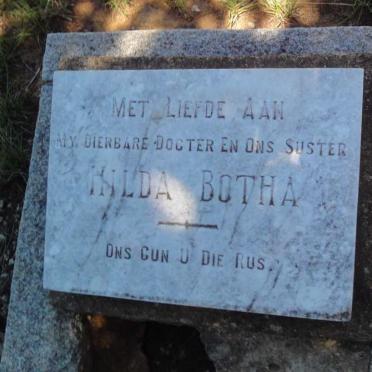 Met Liefde Aan
My Dierbare Dogter En Ons Suster
Hilda Botha
Ons Gun U Die Rus.